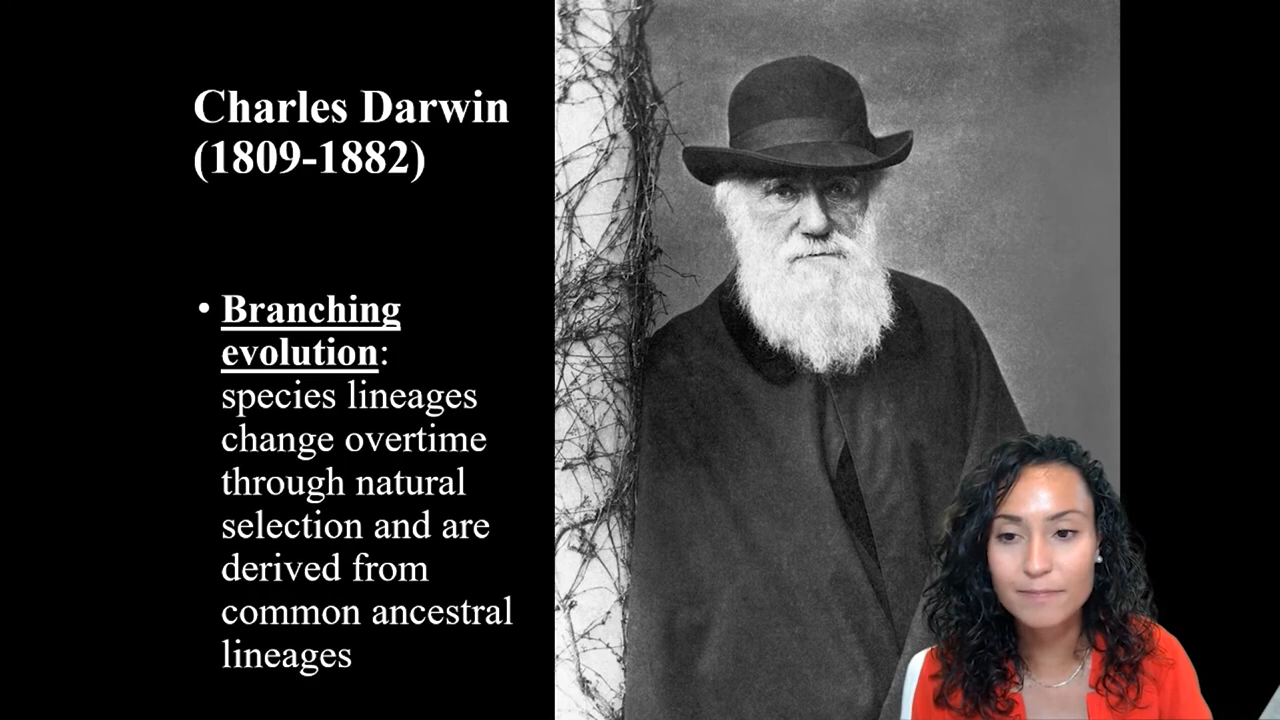 Charles Darwin
(1809-1882)
• Branching
evolution:
species lineages
change overtime
through natural
selection and are
derived from
common ancestral
lineages